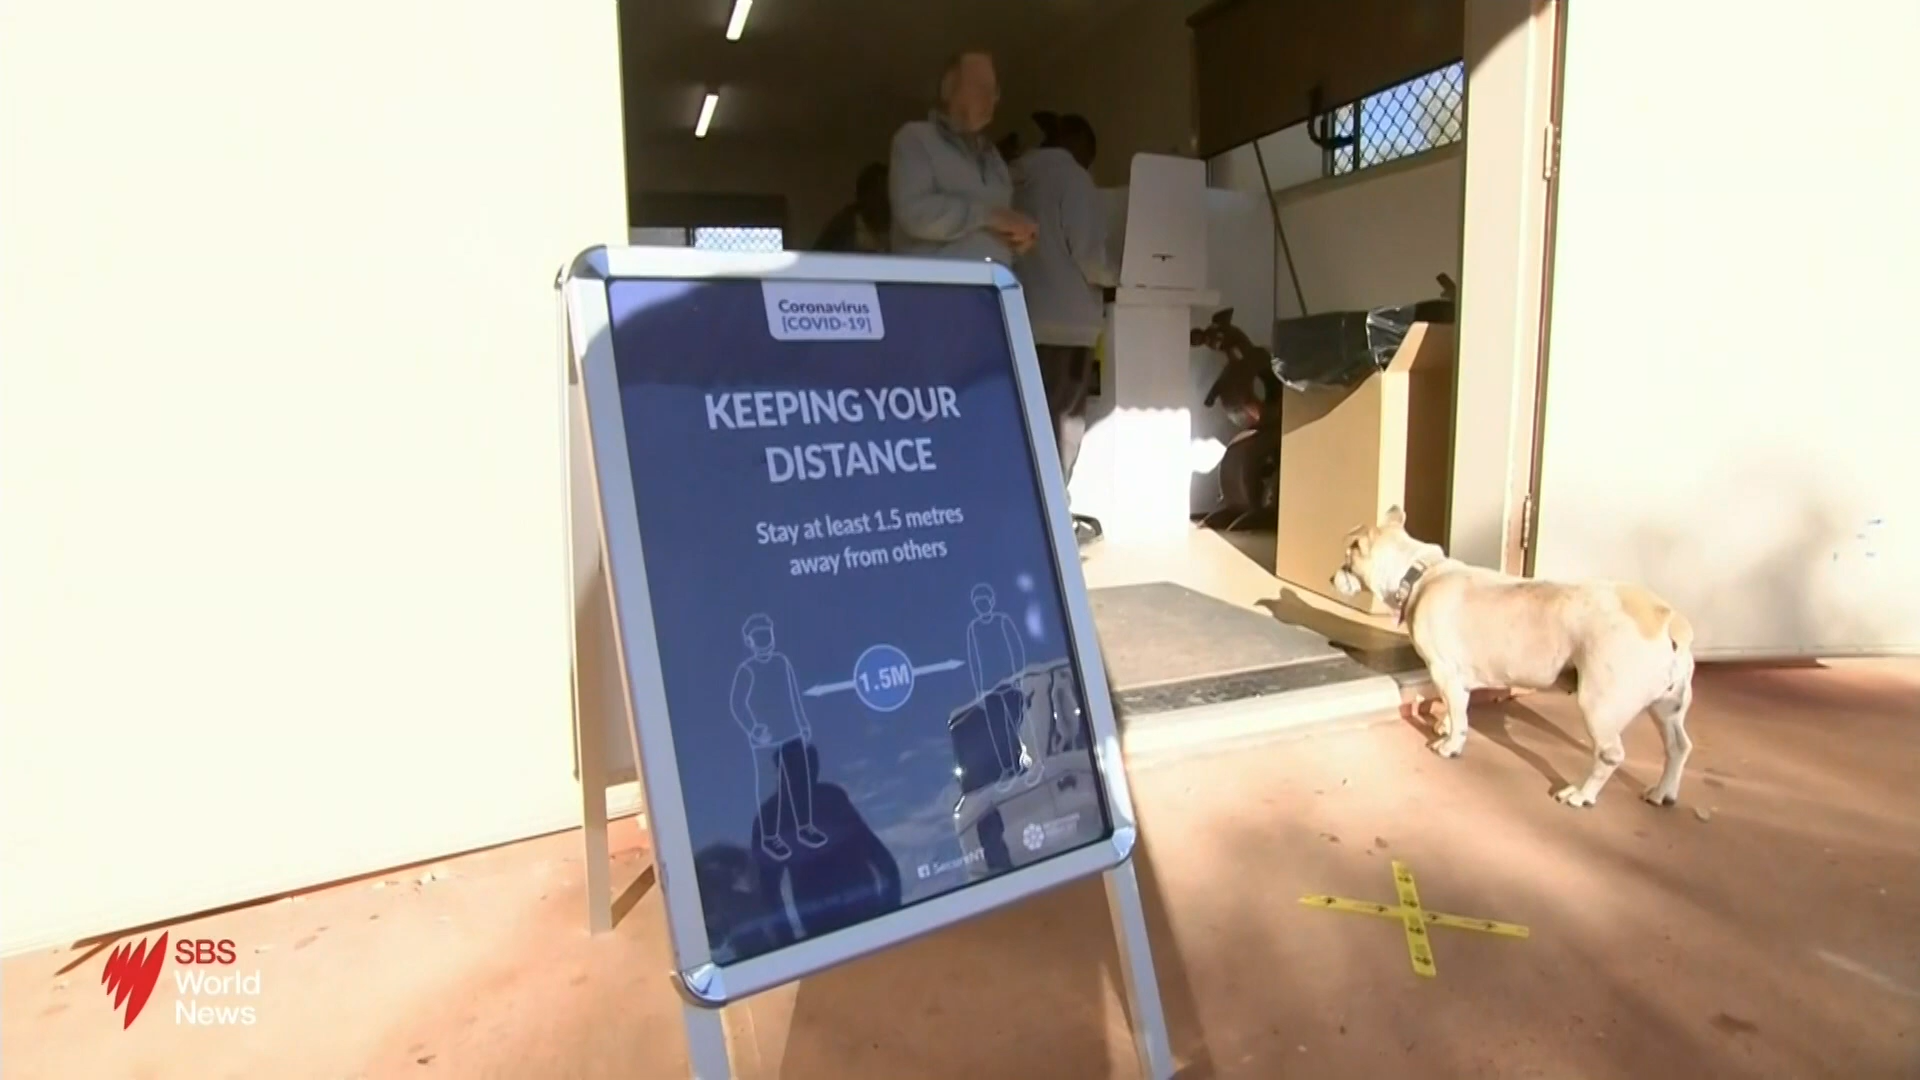 Coronavirus
[COVID-19]
KEEPING YOUR
DISTANCE
Stay at least 1.5 metres
away from others
1.5M
SecureNT
SBS
World
News